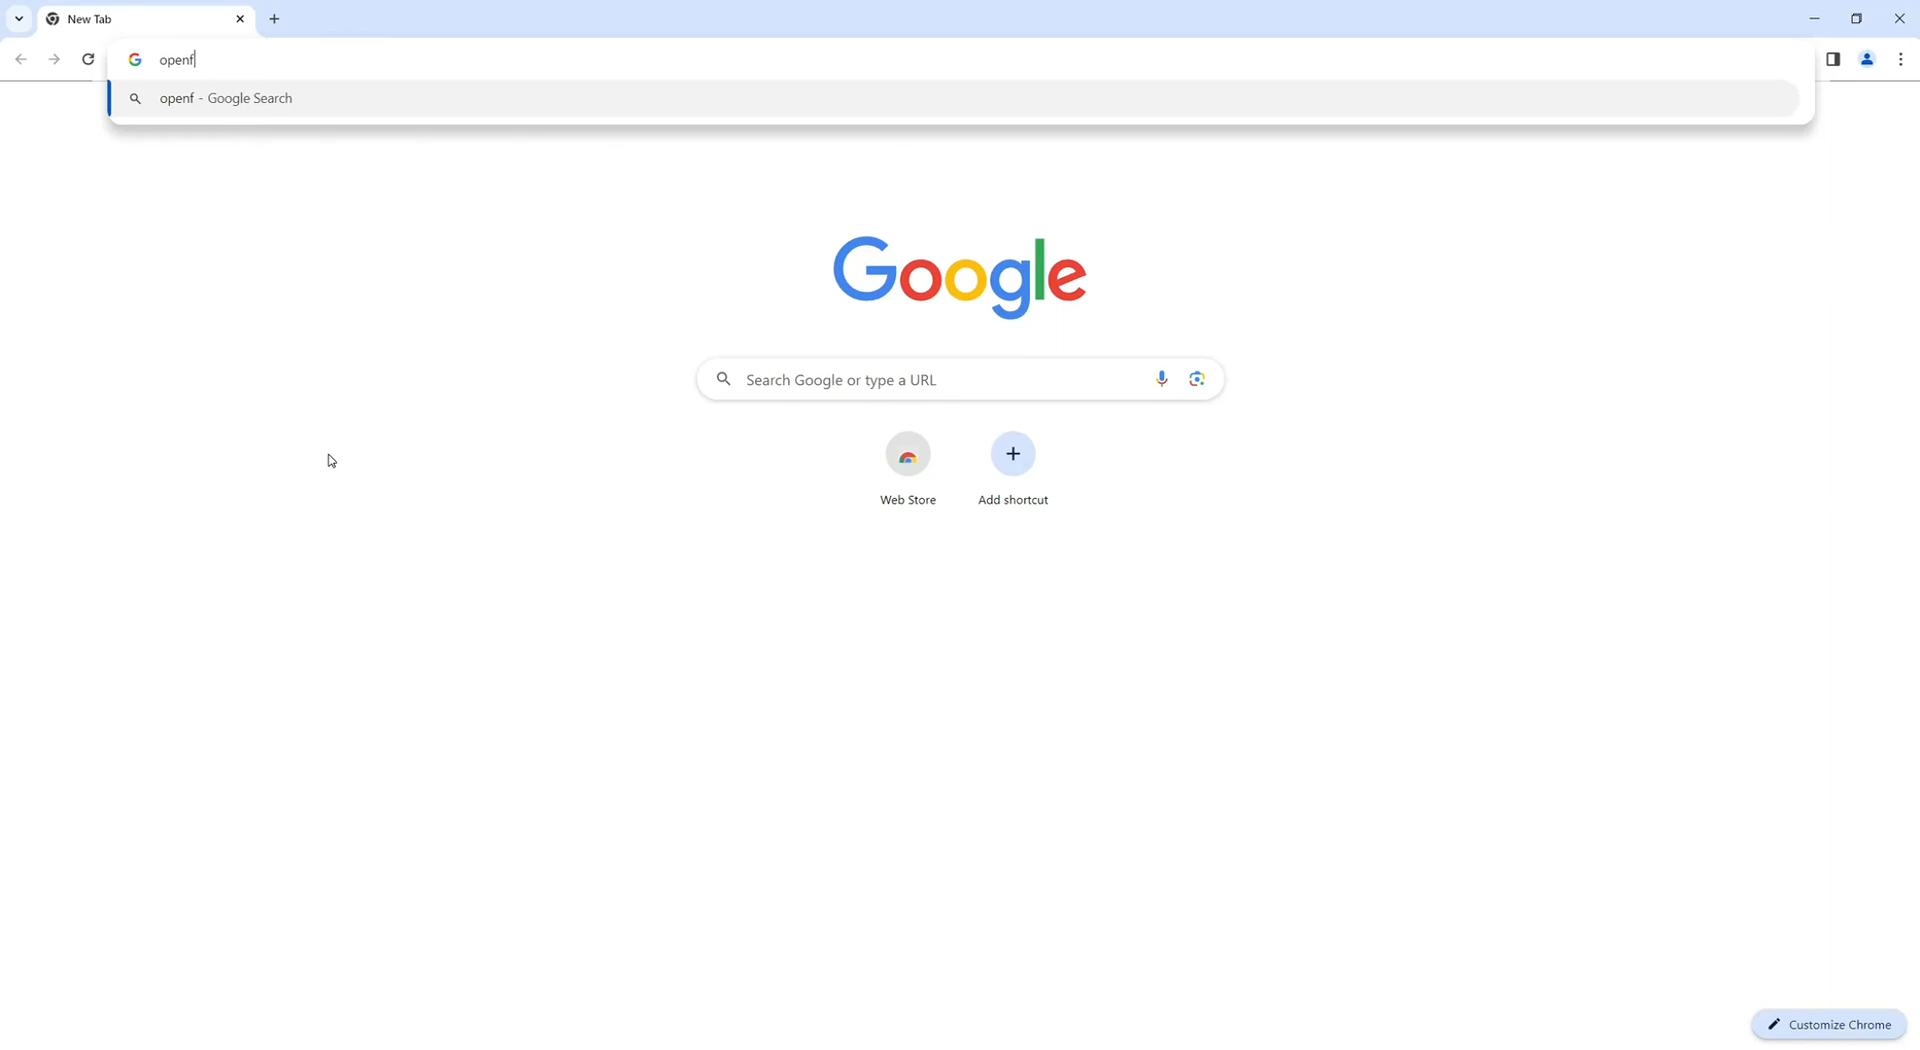 New Tab
openf
openf - Google Search
Google
Search Google or type a URL
Web Store
Add shortcut
Customize Chrome